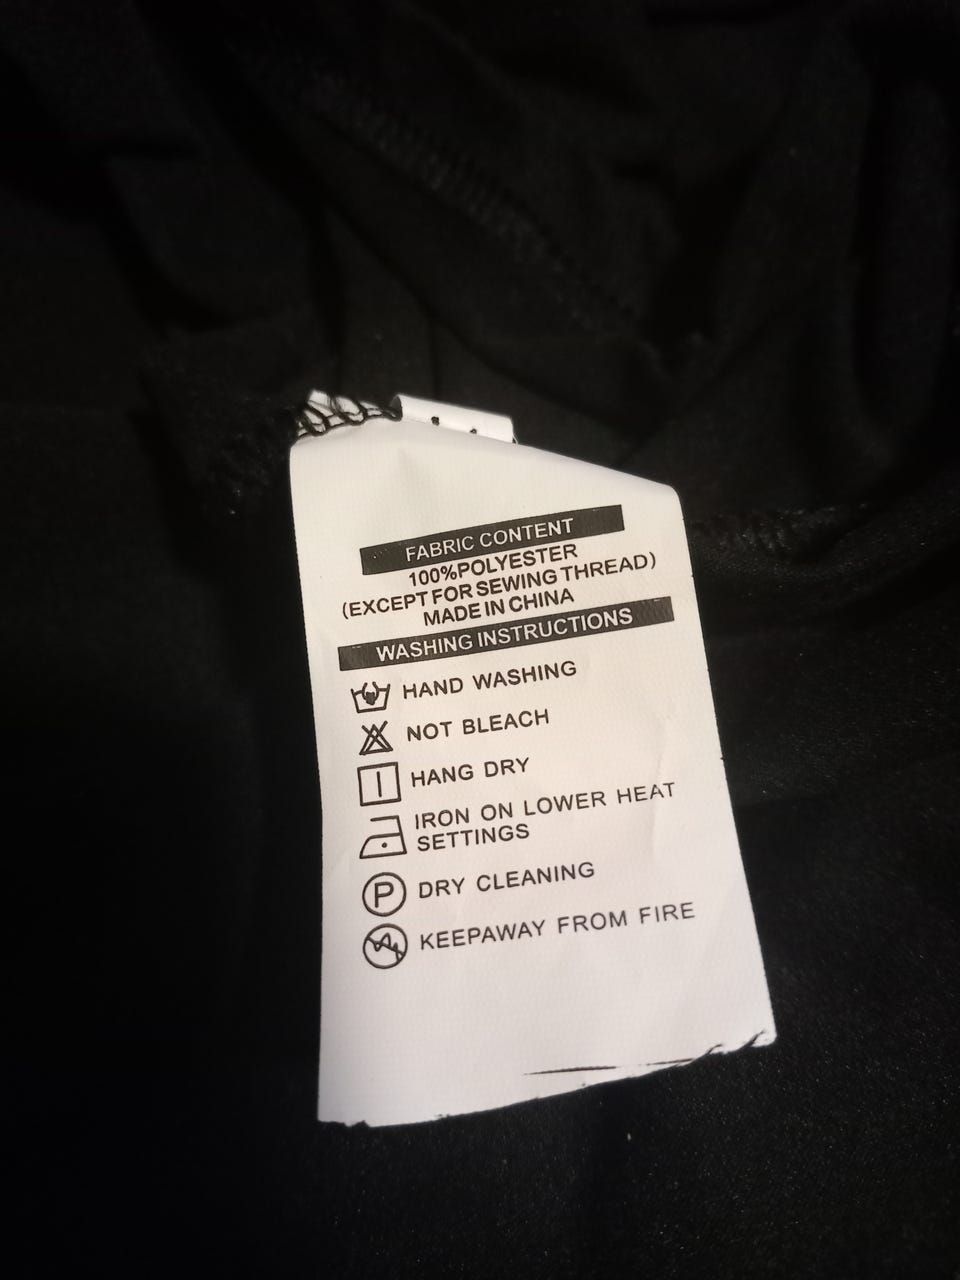 FABRIC CONTENT
100%POLYESTER
(EXCEPT FOR SEWING THREAD)
MADE IN CHINA
WASHING INSTRUCTIONS
HAND WASHING
NOT BLEACH
HANG DRY
IRON ON LOWER HEAT
SETTINGS
P DRY CLEANING
KEEPAWAY FROM FIRE